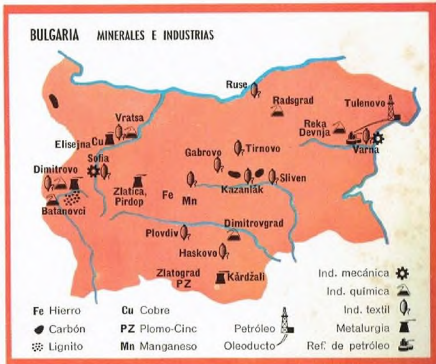 BULGARIA MINERALES E INDUSTRIAS
Ruse
Radsgrad
Tulenovo
Vratsa
Reka
Devnja
Elisejna Cu
Tirnovo
Varna
Sofia
Gabrovo
Dimitrovo
Zlatica,
Pirdop
Fe
Mn
Kazanlák
Sliven
Batanovci
Plovdiv
Dimitrovgrad
Haskovo
Zlatograd
PZ
Kárdžali
Ind. mecánica
Ind. química
Fe Hierro Cu Cobre Ind. textil
Carbón PZ Plomo-Cinc Petróleo Metalurgia
Lignito Mn Manganeso Oleoducto Ref. de petróleo